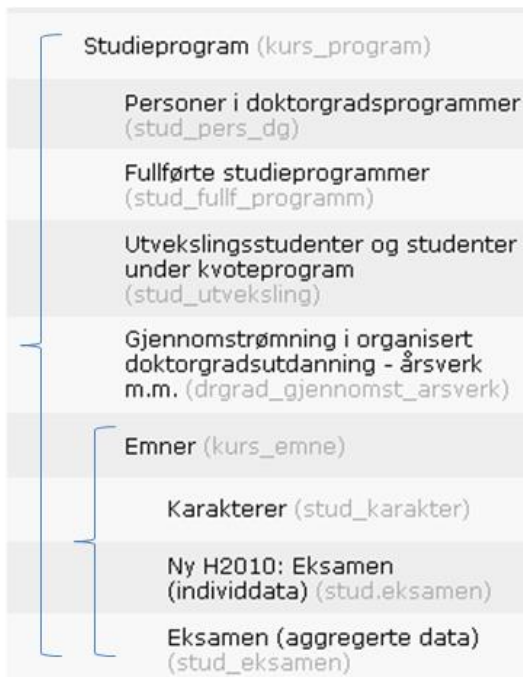 Studieprogram (kurs_program)
Personer i doktorgradsprogrammer
(stud_pers_dg)
Fullførte studieprogrammer
(stud_fullf_programm)
Utvekslingsstudenter og studenter
under kvoteprogram
(stud_utveksling)
Gjennomstrømning i organisert
doktorgradsutdanning - årsverk
m.m. (drgrad_gjennomst_arsverk)
Emner (kurs_emne)
Karakterer (stud_karakter)
Ny H2010: Eksamen
(individdata) (stud.eksamen)
Eksamen (aggregerte data)
(stud_eksamen)